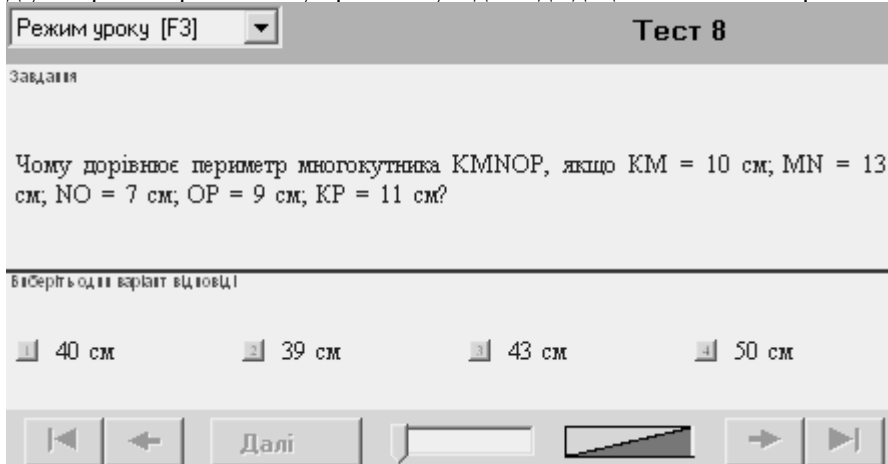 Режим уроку [F3]
Тест 8
Завдання
Чому дорівнює периметр многокутника KMNOP, якщо KM = 10 см; MN = 13
см; NO = 7 см; OP = 9 см; KP = 11 см?
Виберіть один варіант відповіді
1 40 см 2 39 см 3 43 см 4 50 см
Далі